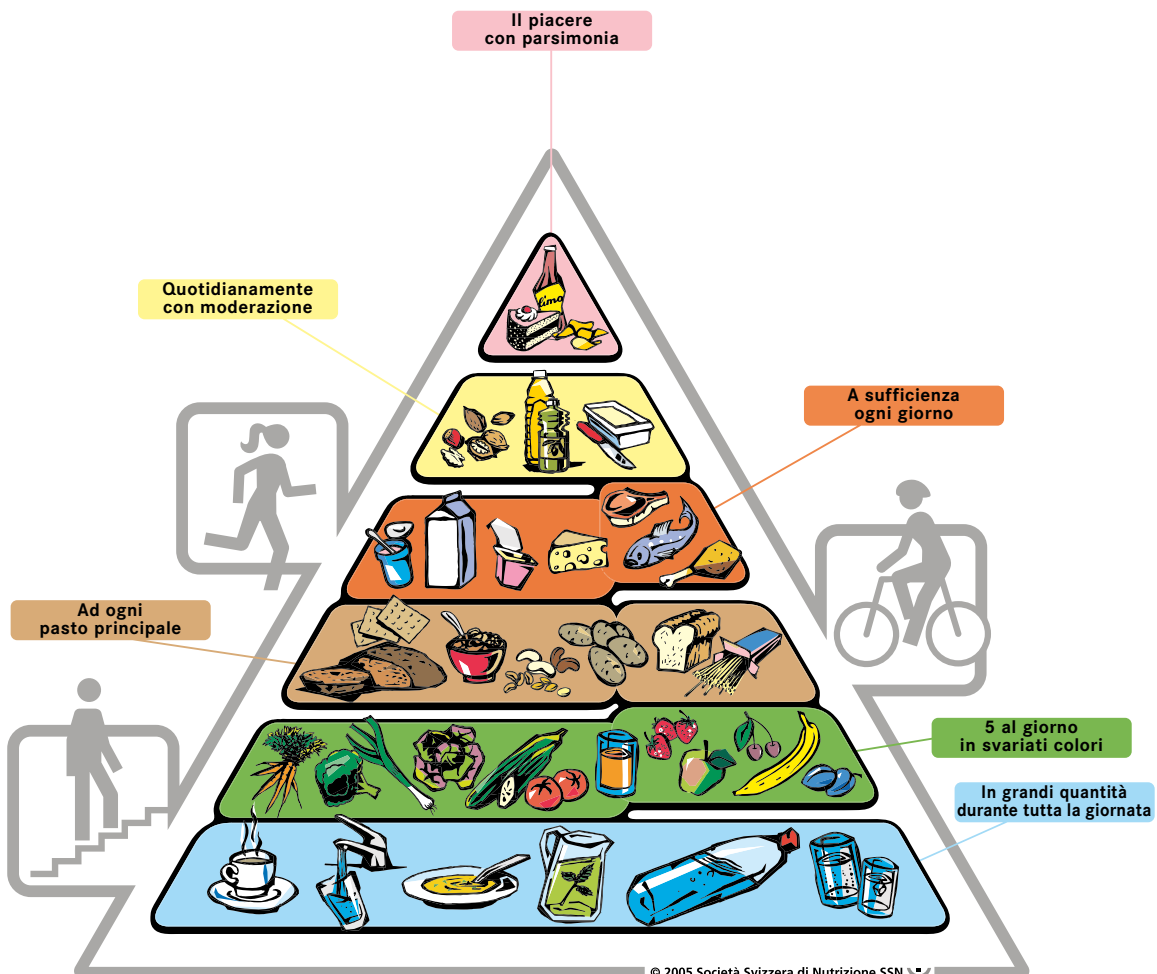 Il piacere
con parsimonia
limo
Quotidianamente
con moderazione
A sufficienza
ogni giorno
Ad ogni
pasto principale
5 al giorno
in svariati colori
In grandi quantità
durante tutta la giornata
© 2005 Società Svizzera di Nutrizione SSN